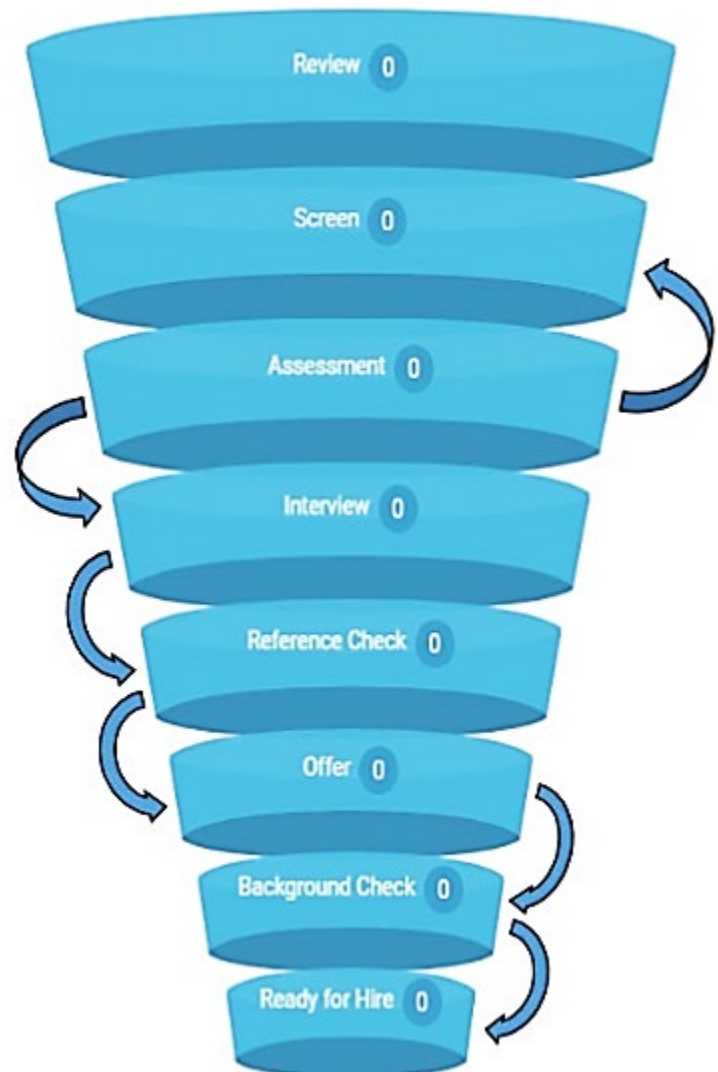 Review 0
Screen 0
Assessment 0
Interview 0
Reference Check 0
Offer 0
Background Check 0
Ready for Hire 0